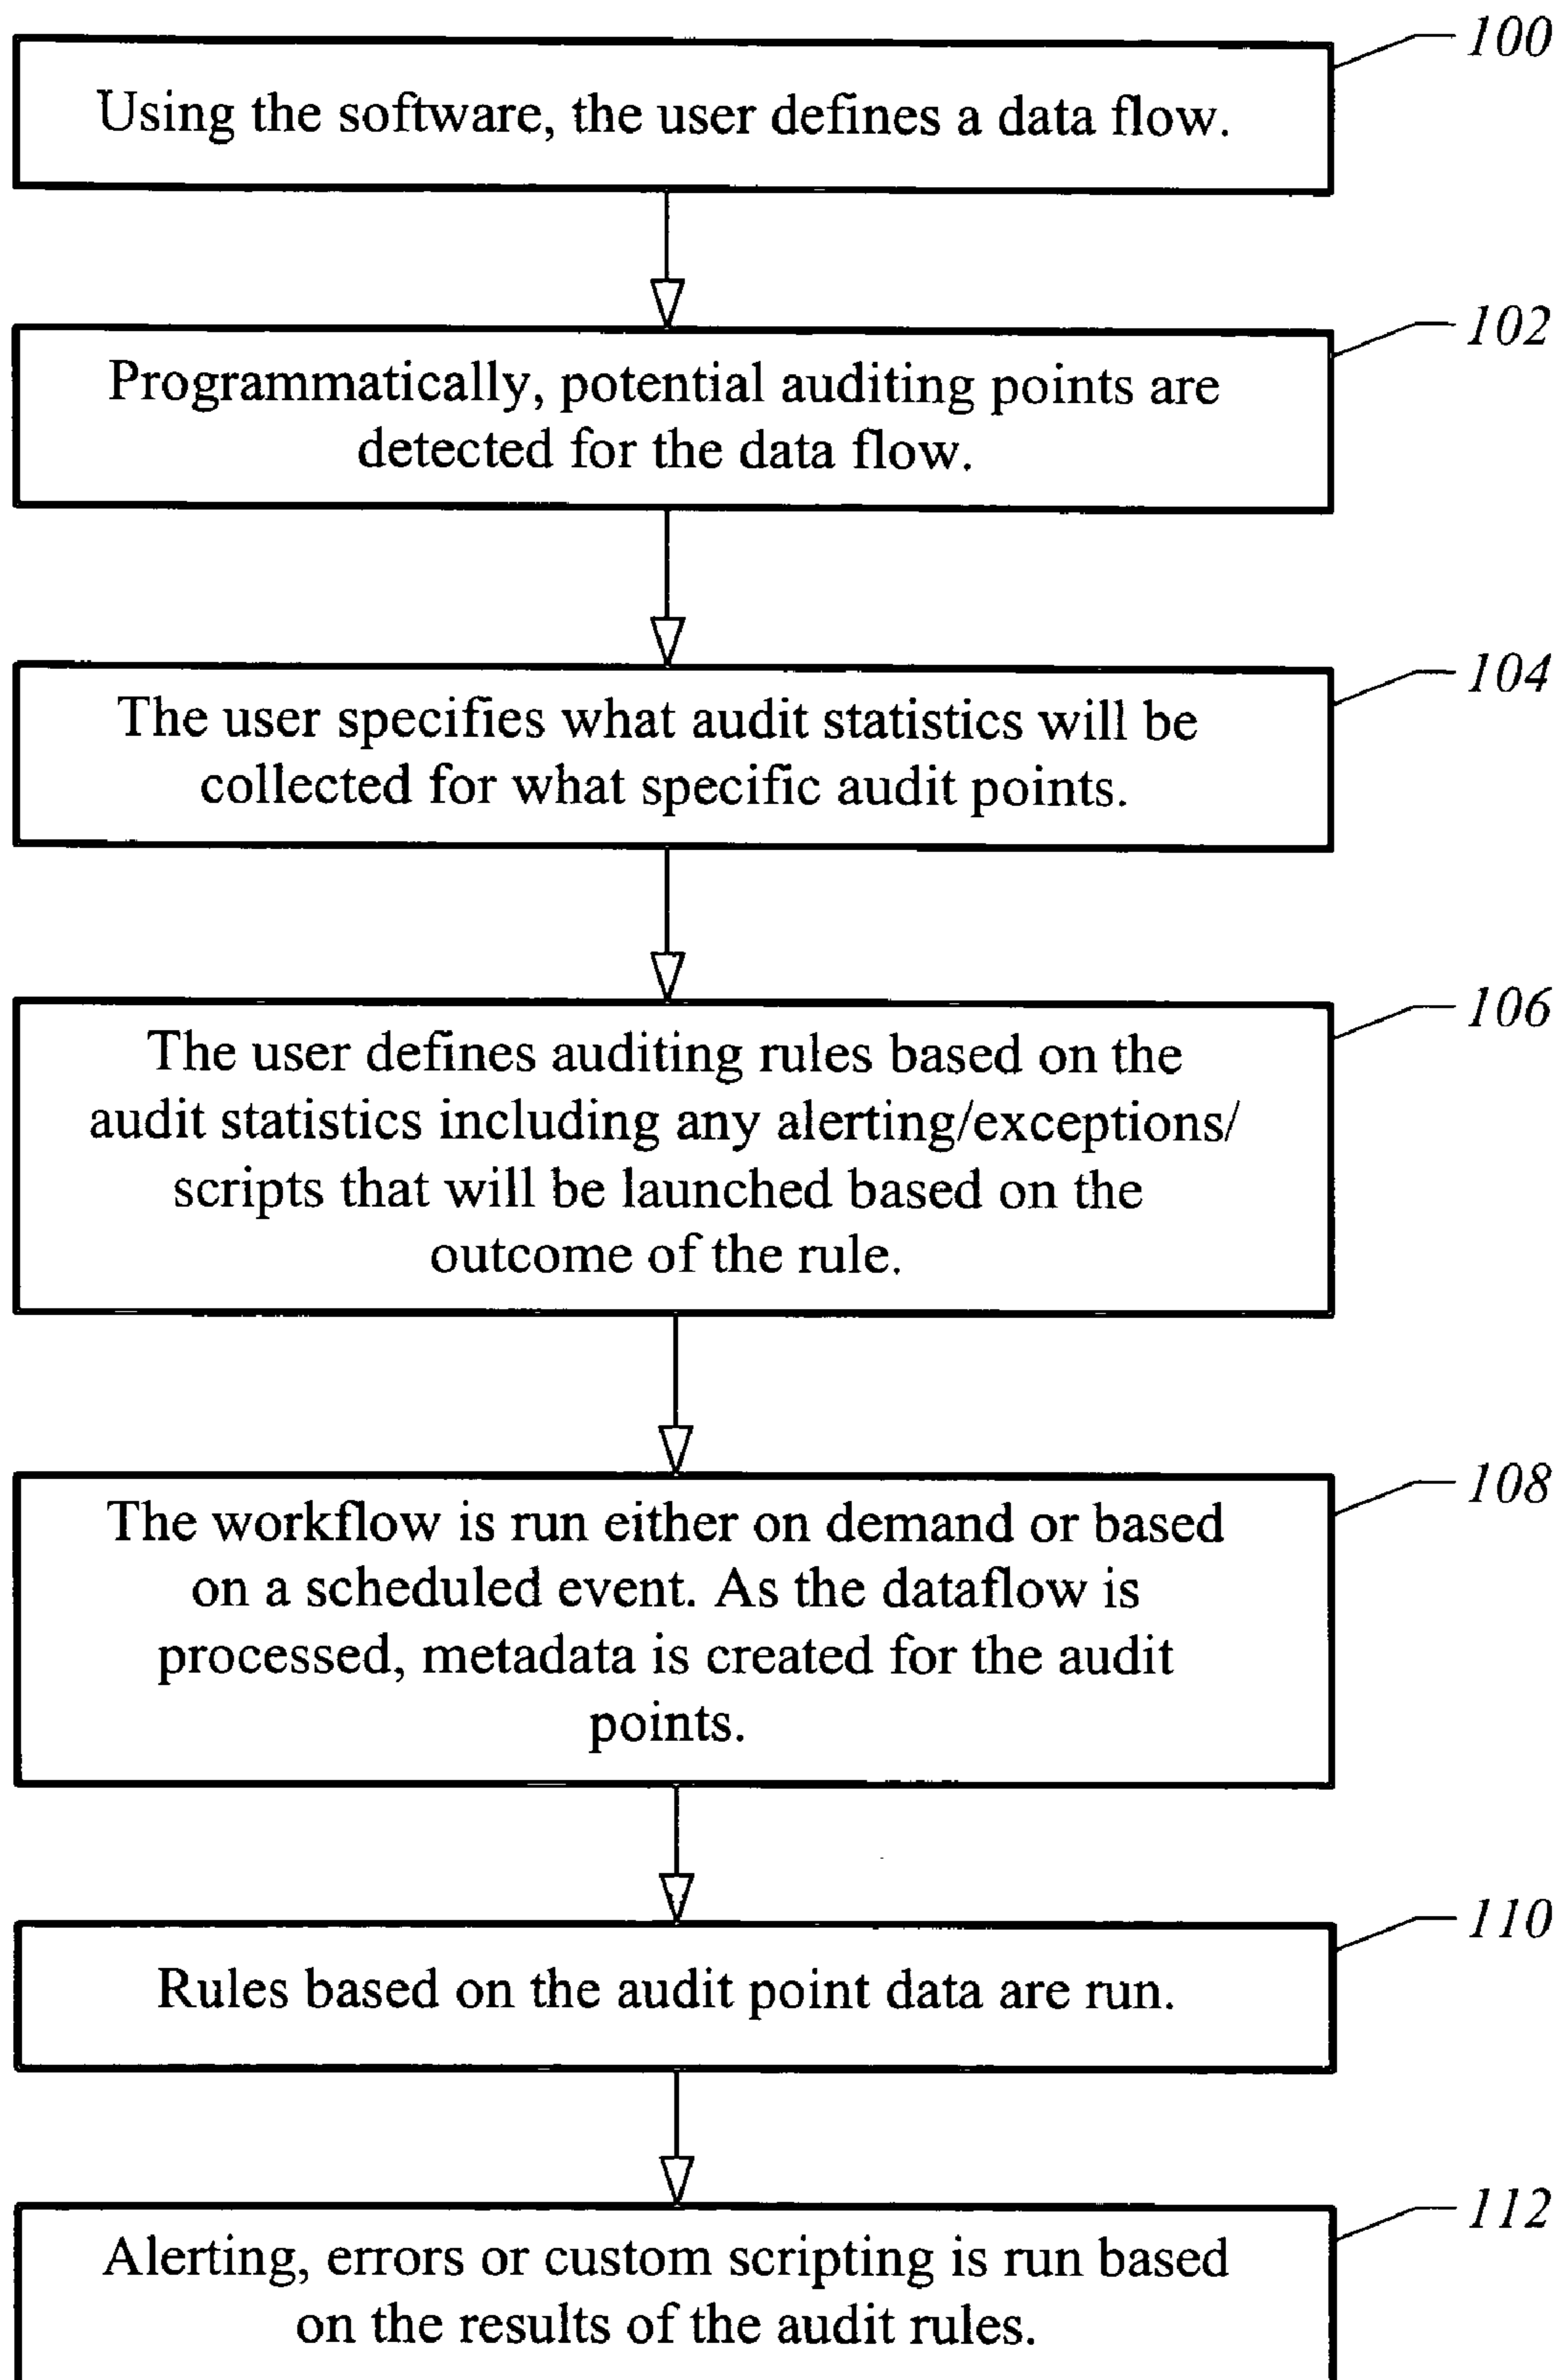 100
Using the software, the user defines a data flow.
102
Programmatically, potential auditing points are
detected for the data flow.
104
The user specifies what audit statistics will be
collected for what specific audit points.
106
The user defines auditing rules based on the
audit statistics including any alerting/exceptions/
scripts that will be launched based on the
outcome of the rule.
108
The workflow is run either on demand or based
on a scheduled event. As the dataflow is
processed, metadata is created for the audit
points.
110
Rules based on the audit point data are run.
112
Alerting, errors or custom scripting is run based
on the results of the audit rules.